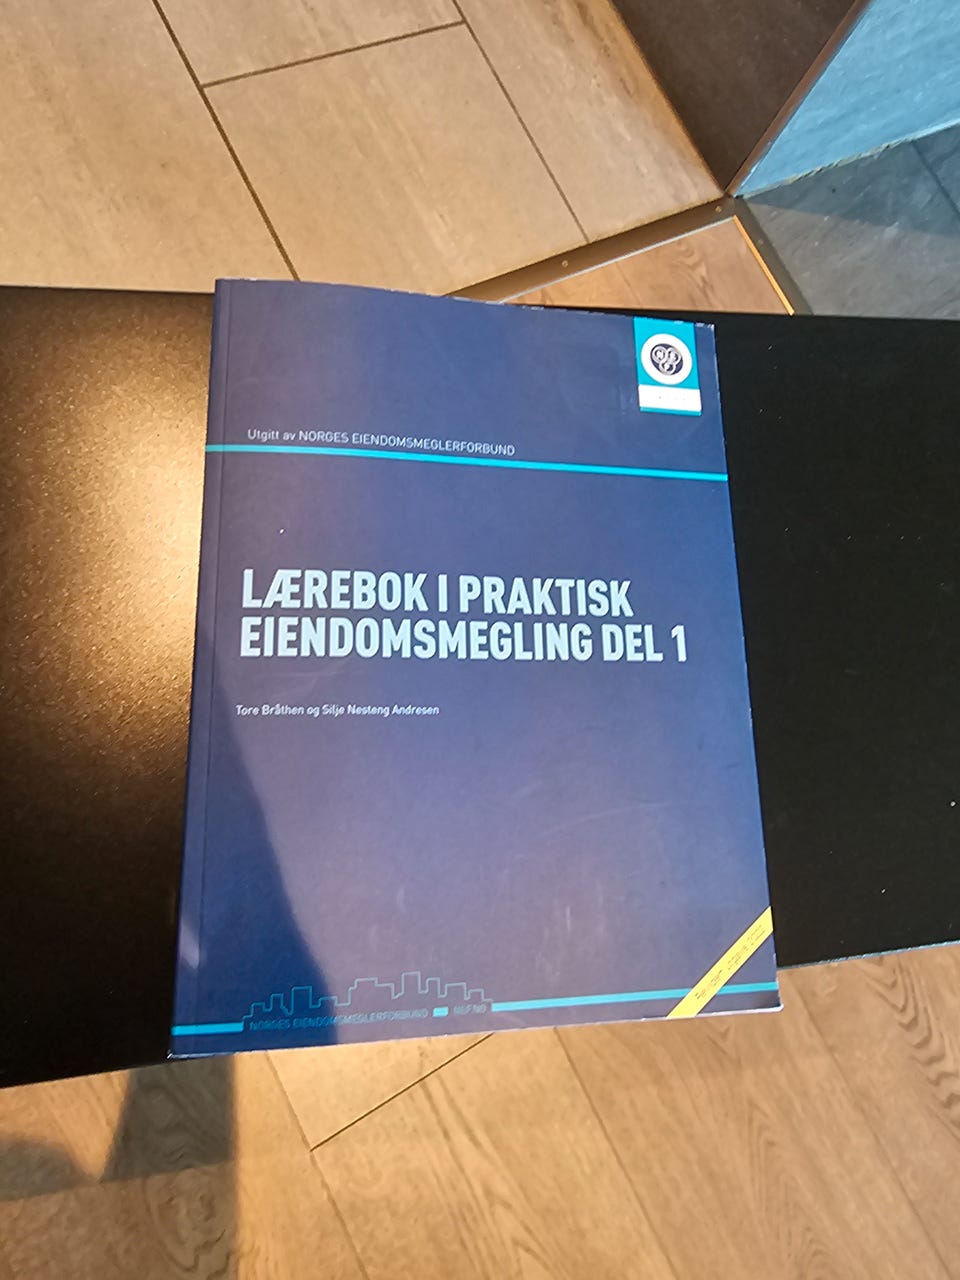 NEF
Utgitt av NORGES EIENDOMSMEGLERFORBUND
LÆREBOK I PRAKTISK
EIENDOMSMEGLING DEL 1
Tore Bråthen og Silje Nesteng Andresen
NORGES EIENDOMSMEGLERFORBUND NEF.NO